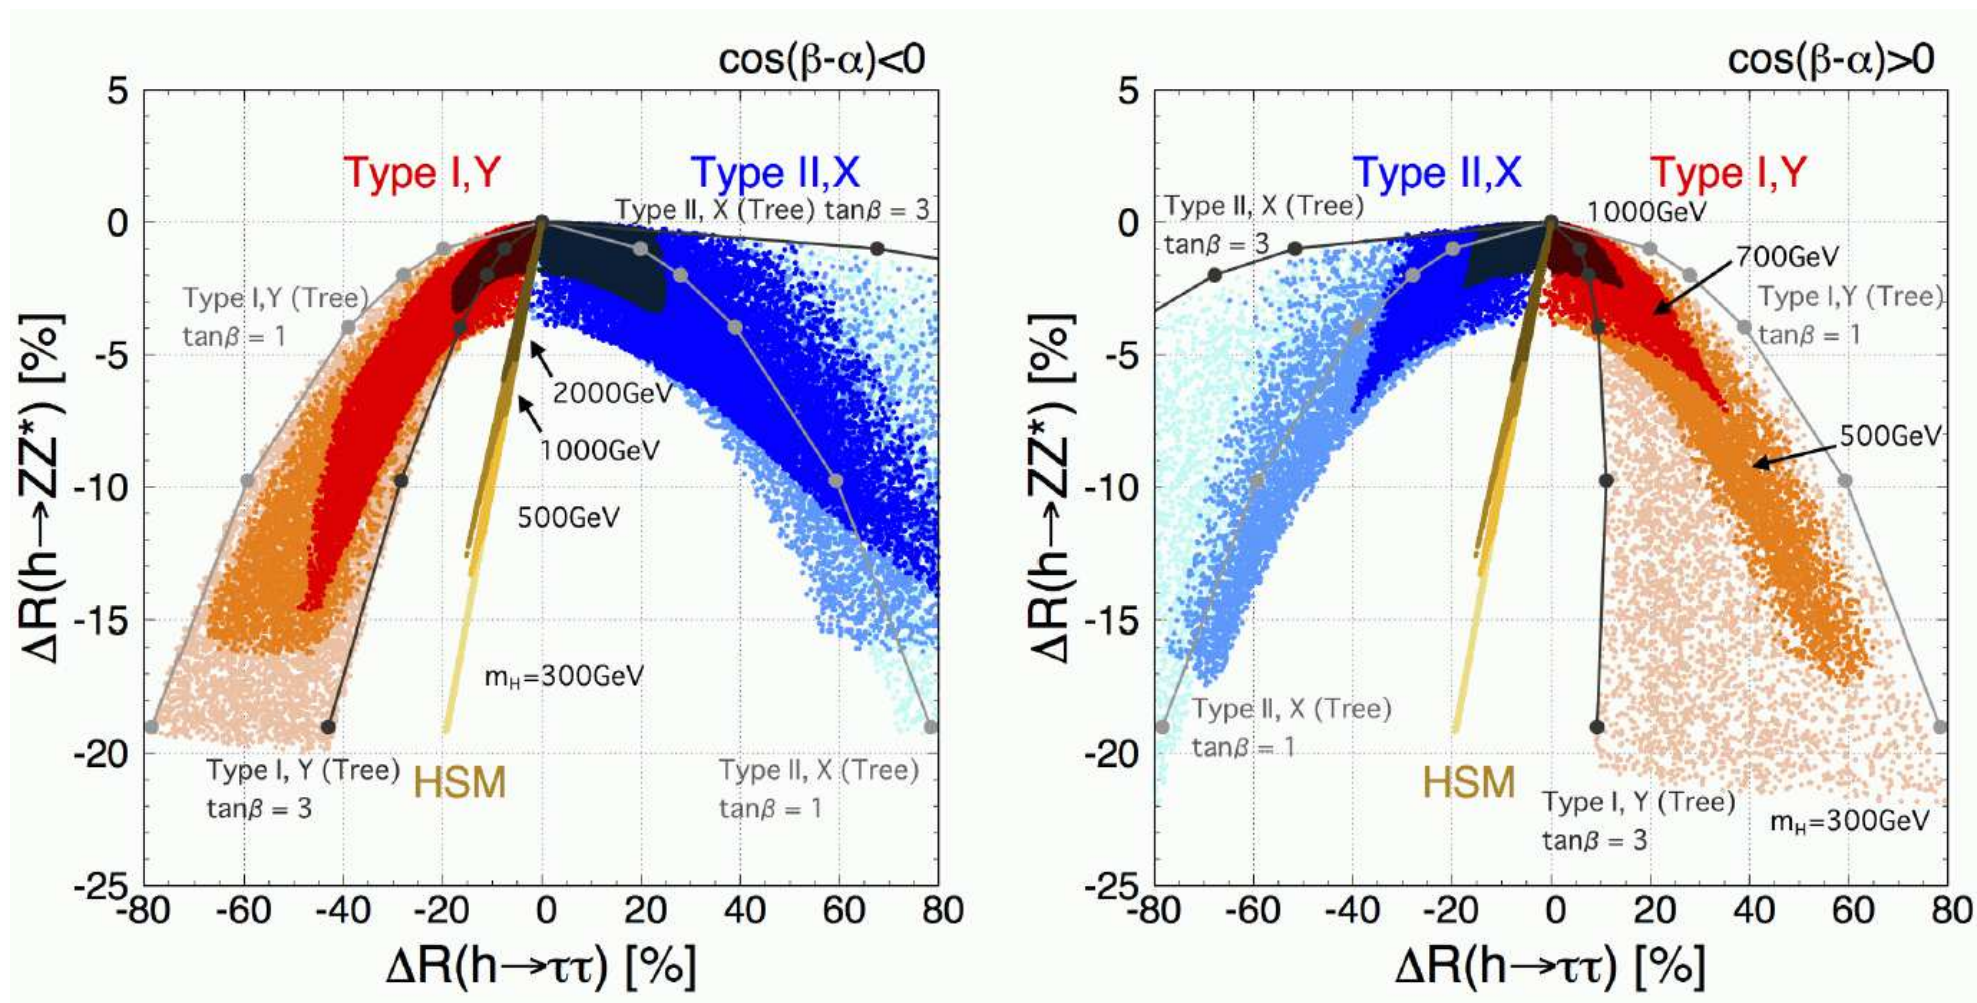 cos(β-α)<0
5
0
-5
-10
-15
-20
-25
ΔR(h→ZZ*) [%]
Type I,Y
Type II,X
Type II, X (Tree) tanβ = 3
Type I,Y (Tree)
tanβ = 1
2000GeV
1000GeV
500GeV
mH=300GeV
Type I, Y (Tree)
tanβ = 3
HSM
Type II, X (Tree)
tanβ = 1
-80 -60 -40 -20 0 20 40 60 80
ΔR(h→ττ) [%]
cos(β-α)>0
5
0
-5
-10
-15
-20
-25
ΔR(h→ZZ*) [%]
Type II,X
Type I,Y
Type II, X (Tree)
tanβ = 3
1000GeV
700GeV
Type I,Y (Tree)
tanβ = 1
500GeV
Type II, X (Tree)
tanβ = 1
HSM
Type I, Y (Tree)
tanβ = 3
mH=300GeV
-80 -60 -40 -20 0 20 40 60 80
ΔR(h→ττ) [%]